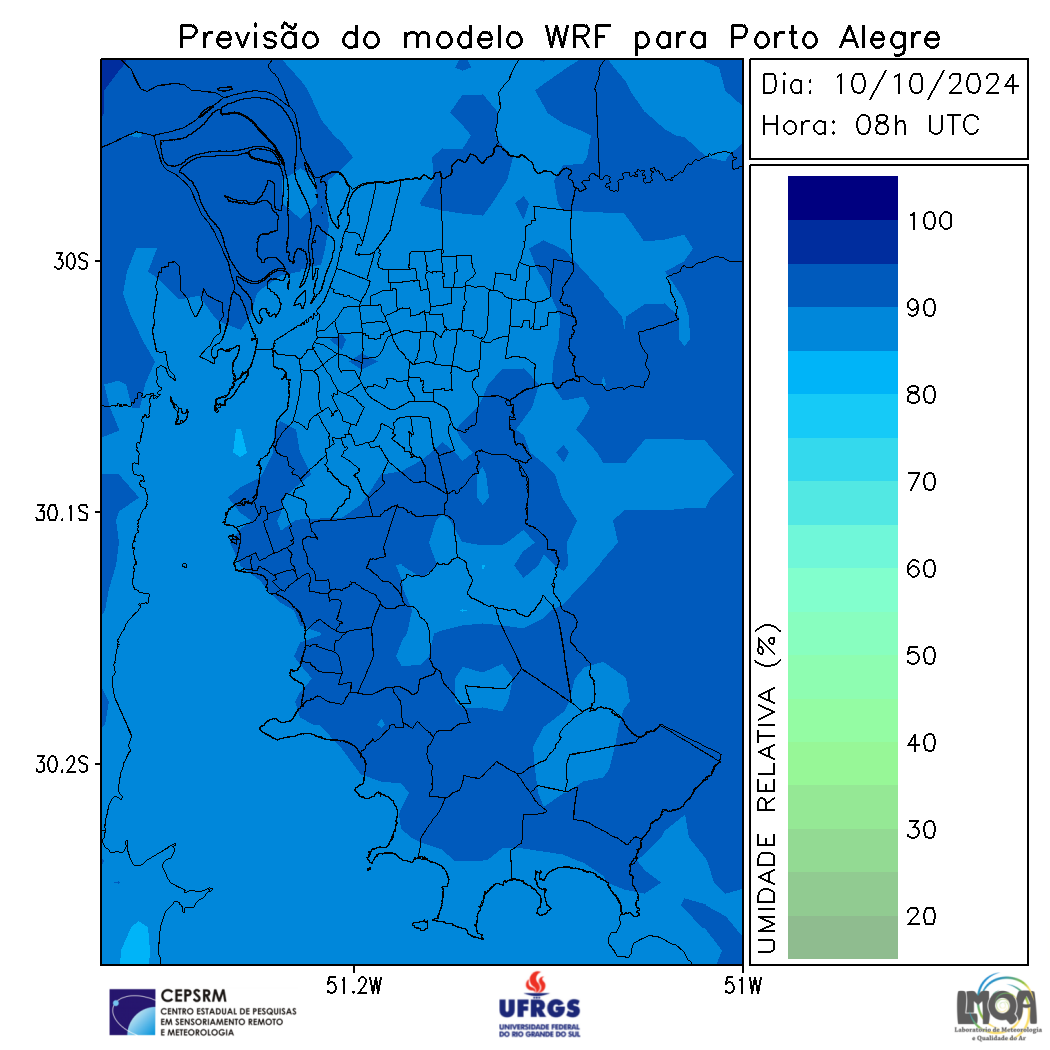 Previsão do modelo WRF para Porto Alegre
Dia: 10/10/2024
Hora: 08h UTC
30S
30.1S
30.2S
51.2W
51W
100
90
80
70
60
50
40
30
20
UMIDADE RELATIVA (%)
CEPSRM
CENTRO ESTADUAL DE PESQUISAS
EM SENSORIAMENTO REMOTO
E METEOROLOGIA
UFRGS
UNIVERSIDADE FEDERAL
DO RIO GRANDE DO SUL
LMQA
Laboratório de Meteorologia
e Qualidade do Ar